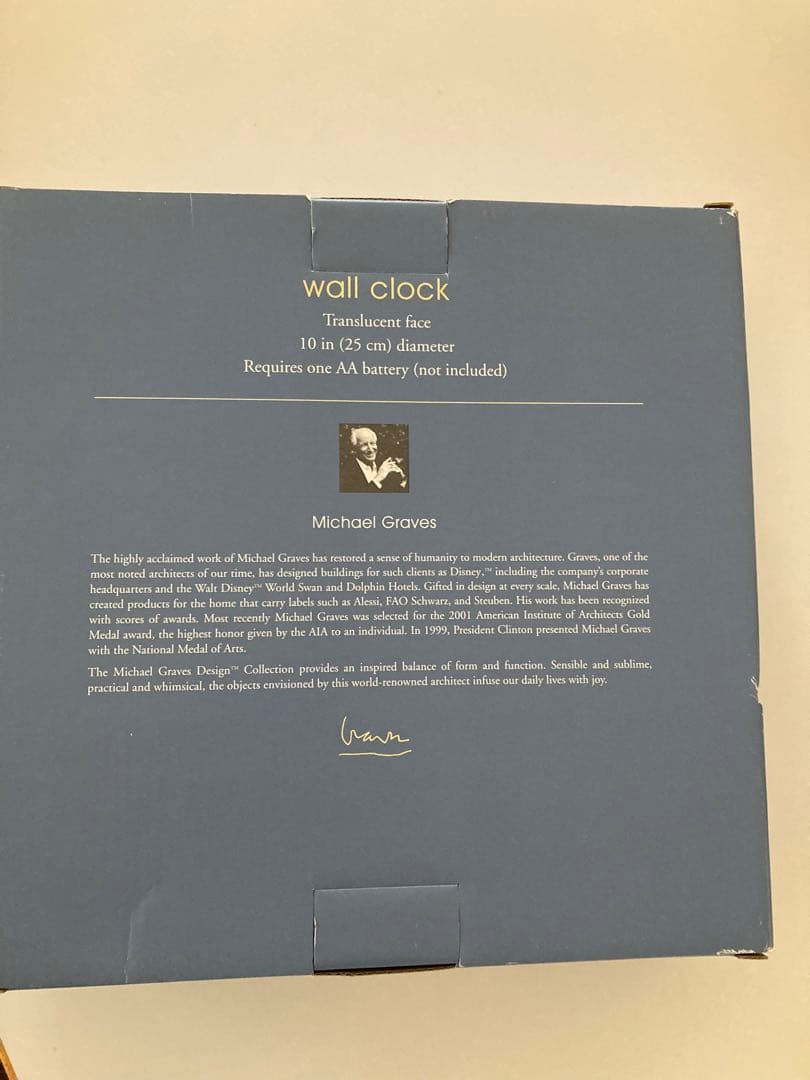 wall clock
Translucent face
10 in (25 cm) diameter
Requires one AA battery (not included)
Michael Graves
The highly acclaimed work of Michael Graves has restored a sense of humanity to modern architecture. Graves, one of the
most noted architects of our time, has designed buildings for such clients as Disney,™ including the company's corporate
headquarters and the Walt Disney™ World Swan and Dolphin Hotels. Gifted in design at every scale, Michael Graves has
created products for the home that carry labels such as Alessi, FAO Schwarz, and Steuben. His work has been recognized
with scores of awards. Most recently Michael Graves was selected for the 2001 American Institute of Architects Gold
Medal award, the highest honor given by the AIA to an individual. In 1999, President Clinton presented Michael Graves
with the National Medal of Arts.
The Michael Graves Design™ Collection provides an inspired balance of form and function. Sensible and sublime,
practical and whimsical, the objects envisioned by this world-renowned architect infuse our daily lives with joy.
Graves